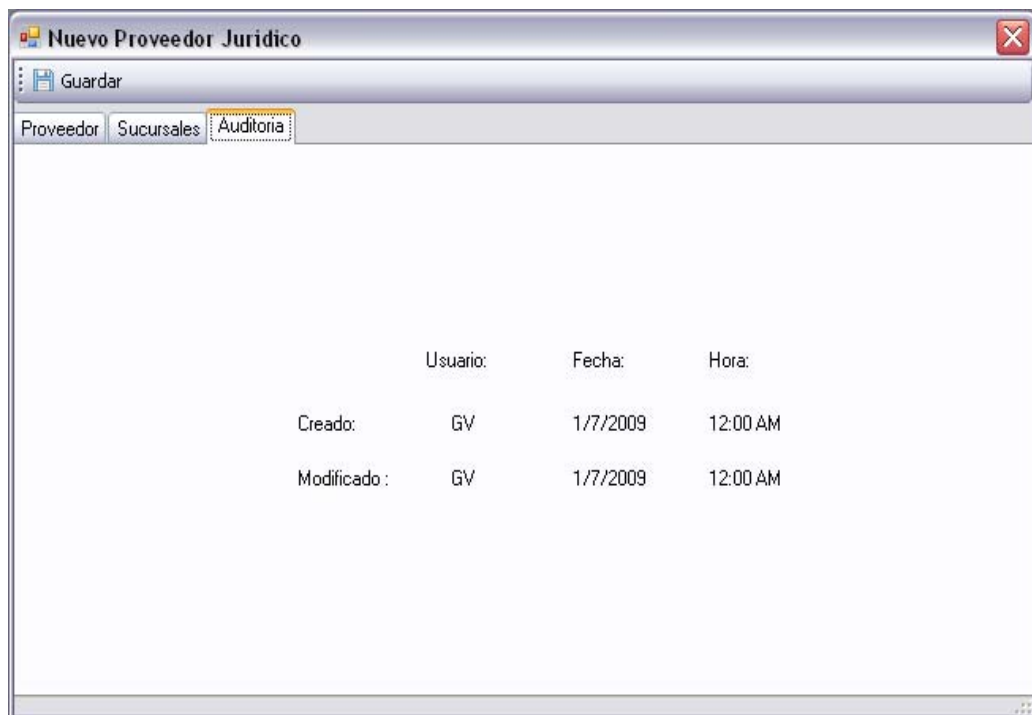 Nuevo Proveedor Juridico
Guardar
Proveedor Sucursales Auditoria
Usuario: Fecha: Hora:
Creado: GV 1/7/2009 12:00 AM
Modificado : GV 1/7/2009 12:00 AM